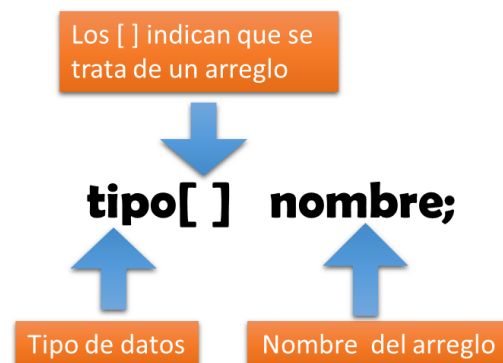 Los [ ] indican que se
trata de un arreglo
tipo[ ] nombre;
Tipo de datos
Nombre del arreglo